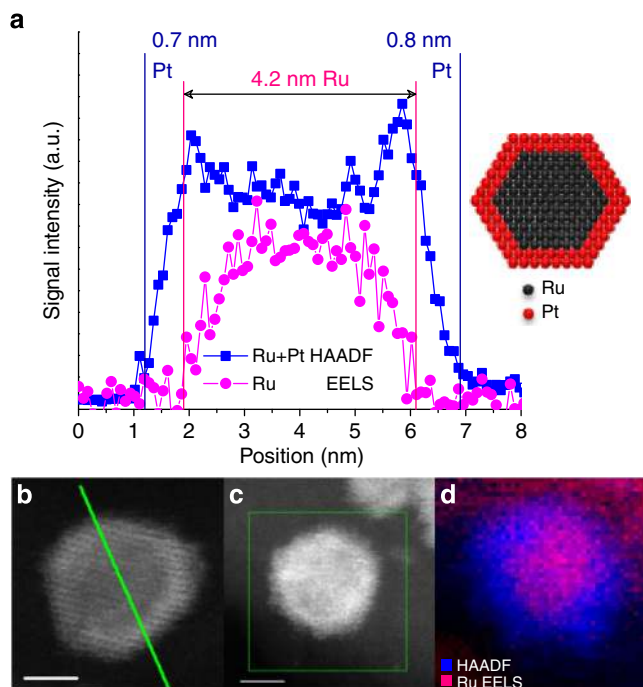 a
0.7 nm
0.8 nm
Pt
4.2 nm Ru
Pt
Signal intensity (a.u.)
Ru+Pt HAADF
Ru EELS
0 1 2 3 4 5 6 7 8
Position (nm)
Ru
Pt
b
c
d
HAADF
Ru EELS